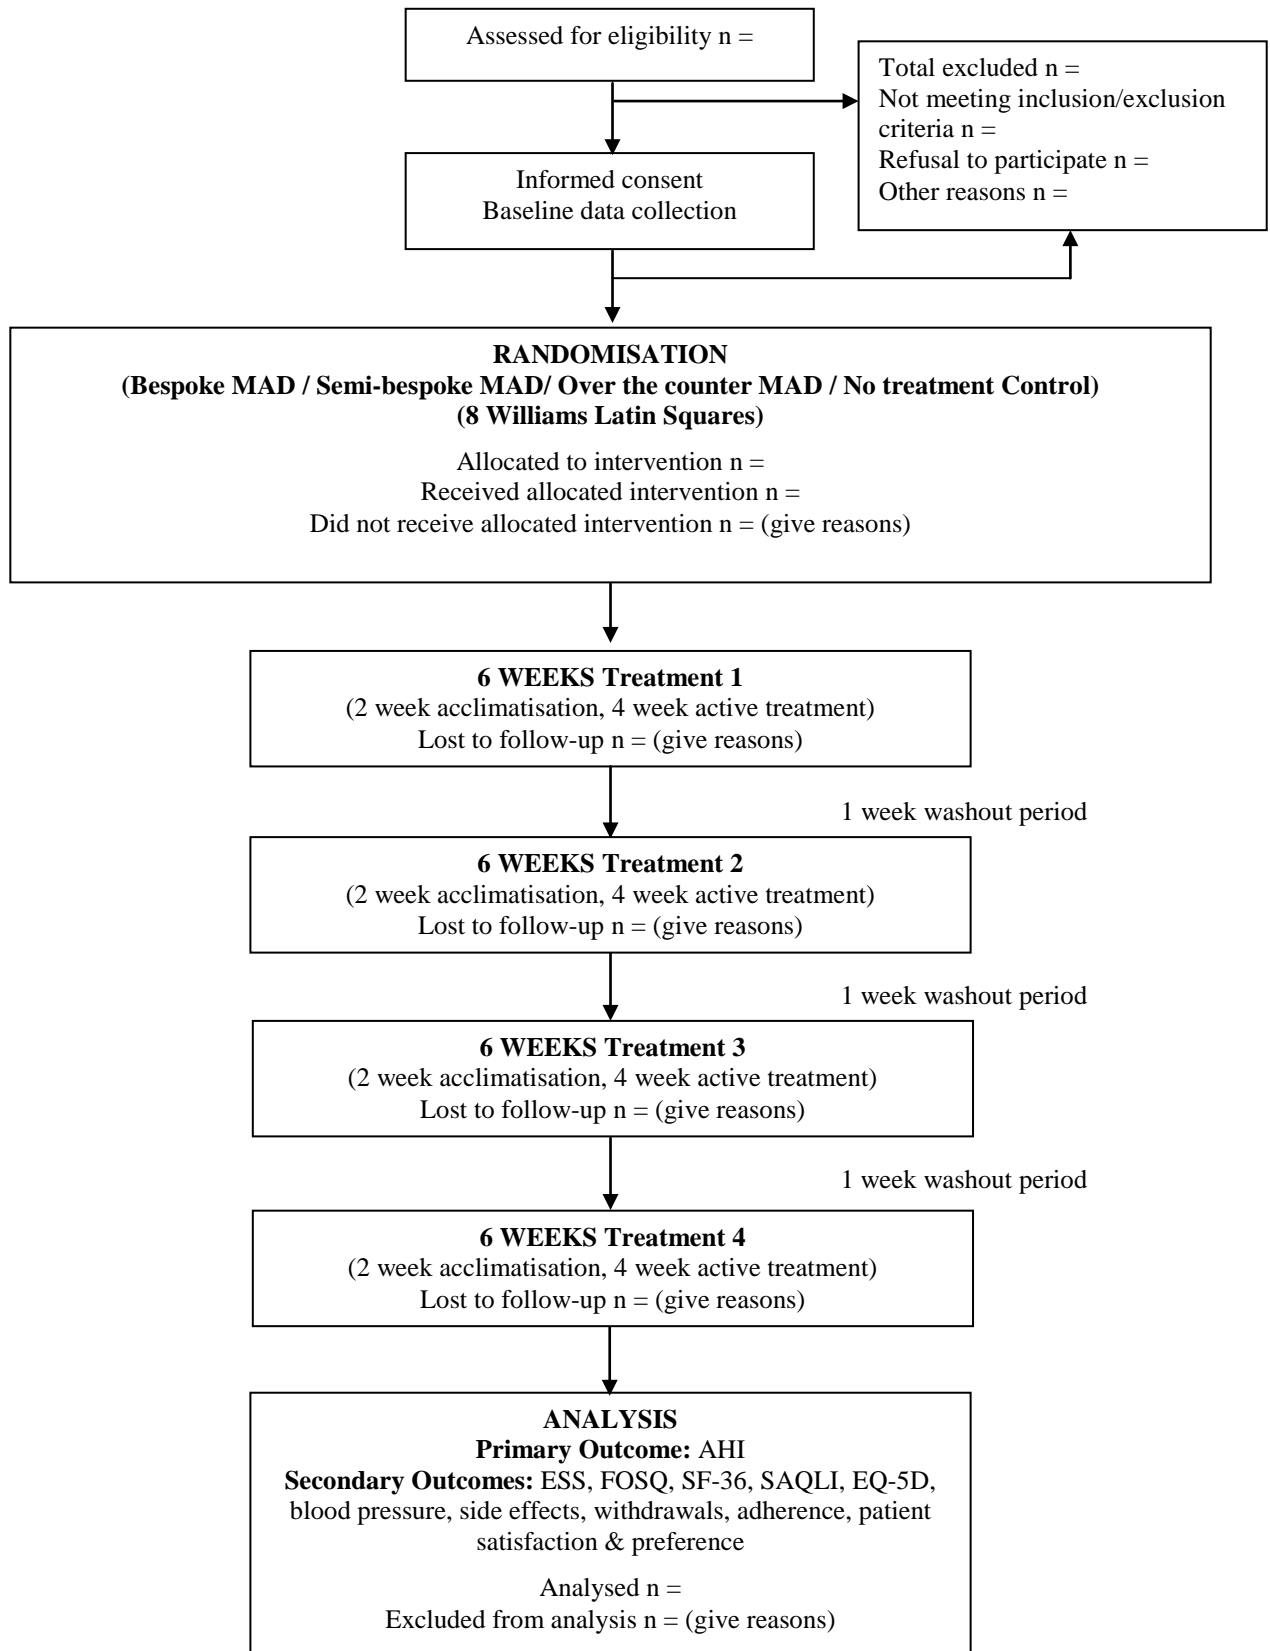 Assessed for eligibility n =
Total excluded n =
Not meeting inclusion/exclusion
criteria n =
Refusal to participate n =
Other reasons n =
Informed consent
Baseline data collection
RANDOMISATION
(Bespoke MAD / Semi-bespoke MAD/ Over the counter MAD / No treatment Control)
(8 Williams Latin Squares)
Allocated to intervention n =
Received allocated intervention n =
Did not receive allocated intervention n = (give reasons)
6 WEEKS Treatment 1
(2 week acclimatisation, 4 week active treatment)
Lost to follow-up n = (give reasons)
1 week washout period
6 WEEKS Treatment 2
(2 week acclimatisation, 4 week active treatment)
Lost to follow-up n = (give reasons)
1 week washout period
6 WEEKS Treatment 3
(2 week acclimatisation, 4 week active treatment)
Lost to follow-up n = (give reasons)
1 week washout period
6 WEEKS Treatment 4
(2 week acclimatisation, 4 week active treatment)
Lost to follow-up n = (give reasons)
ANALYSIS
Primary Outcome: AHI
Secondary Outcomes: ESS, FOSQ, SF-36, SAQLI, EQ-5D,
blood pressure, side effects, withdrawals, adherence, patient
satisfaction & preference
Analysed n =
Excluded from analysis n = (give reasons)